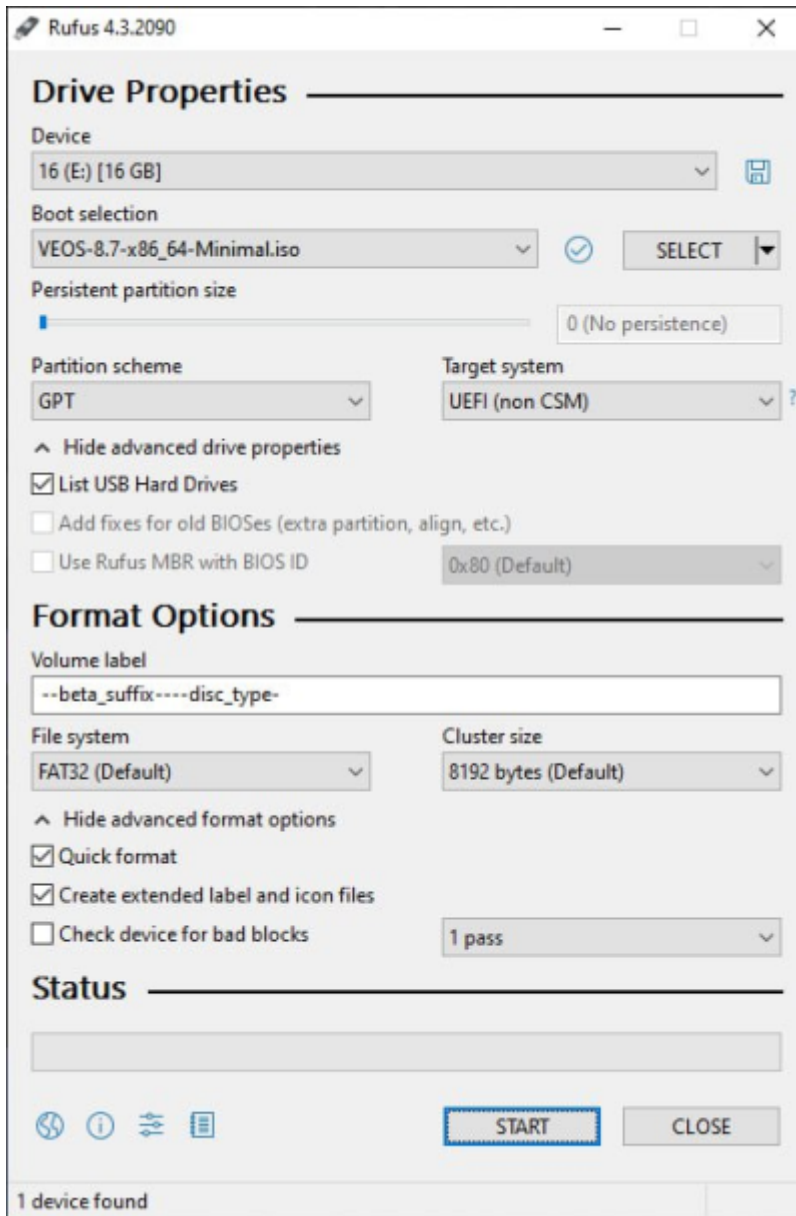 Rufus 4.3.2090
Drive Properties
Device
16 (E:) [16 GB]
Boot selection
VEOS-8.7-x86_64-Minimal.iso
SELECT
Persistent partition size
0 (No persistence)
Partition scheme
Target system
GPT
UEFI (non CSM)
?
Hide advanced drive properties
List USB Hard Drives
Add fixes for old BIOSes (extra partition, align, etc.)
Use Rufus MBR with BIOS ID
0x80 (Default)
Format Options
Volume label
--beta_suffix----disc_type-
File system
Cluster size
FAT32 (Default)
8192 bytes (Default)
Hide advanced format options
Quick format
Create extended label and icon files
Check device for bad blocks
1 pass
Status
START
CLOSE
1 device found